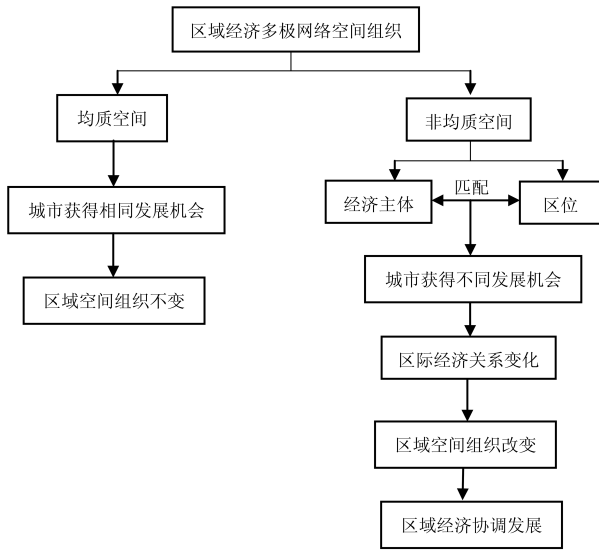 区域经济多极网络空间组织
均质空间
非均质空间
经济主体
匹配
区位
城市获得相同发展机会
城市获得不同发展机会
区域空间组织不变
区际经济关系变化
区域空间组织改变
区域经济协调发展